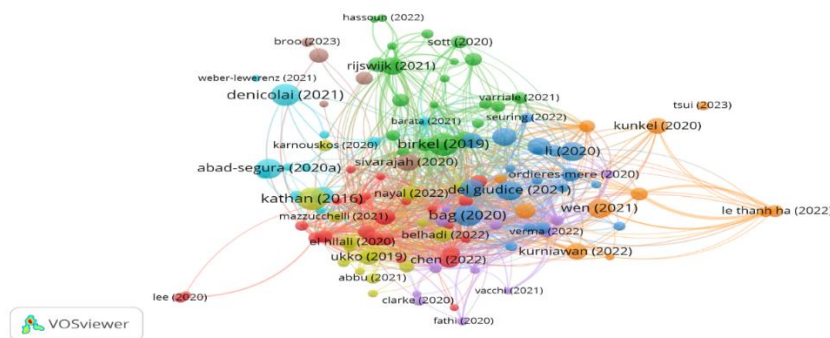 hassoun (2022)
broo (2023)
sott (2020)
rijswijk (2021)
weber-lewerenz (2021)
denicolai (2021)
varriale (2021)
tsui (2023)
barata (2021)
seuring (2022)
kunkel (2020)
karnouskos (2020)
birkel (2019)
li (2020)
abad-segura (2020a)
sivarajah (2020)
ordieres-mere (2020)
kathan (2016)
nayal (2022)
del giudice (2021)
mazzucchelli (2021)
bag (2020)
wen (2021)
le thanh ha (2022)
el hilali (2020)
belhadi (2022)
verma (2022)
ukko (2019)
chen (2022)
kurniawan (2022)
abbu (2021)
lee (2020)
clarke (2020)
vacchi (2021)
fathi (2020)
VOSviewer